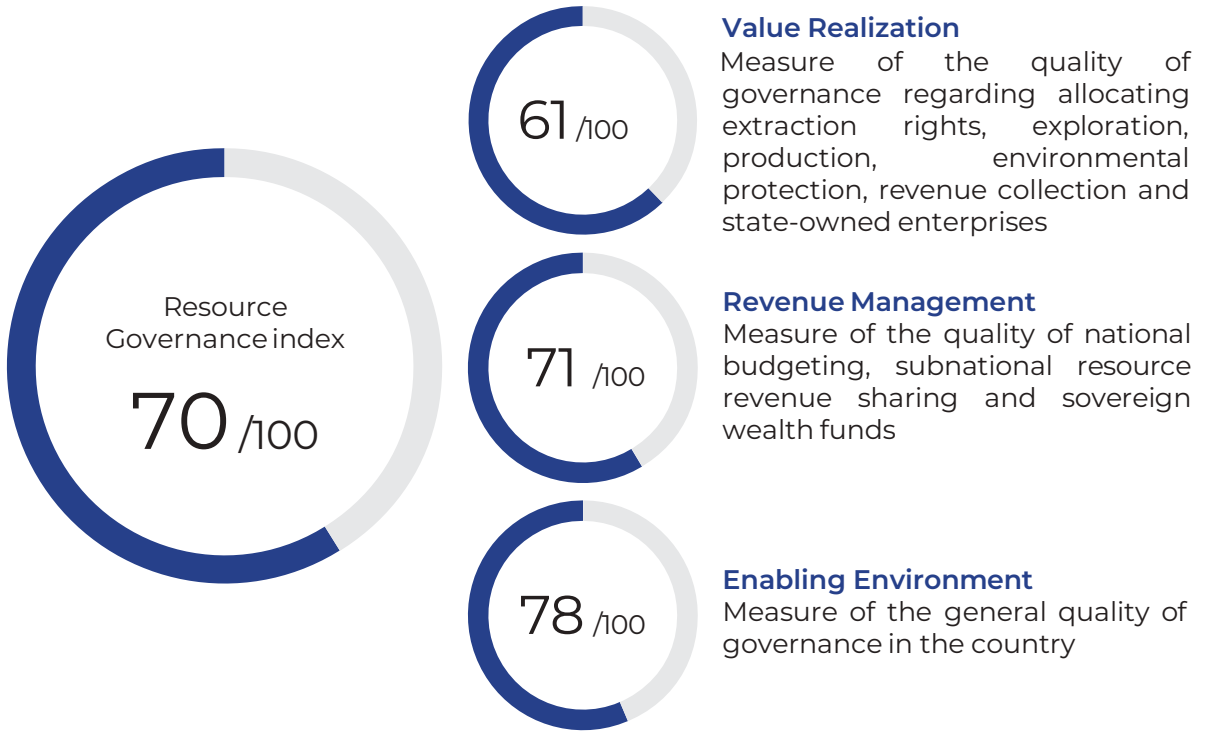 Resource
Governance index
70 /100
61 /100
Value Realization
Measure of the quality of
governance regarding allocating
extraction rights, exploration,
production, environmental
protection, revenue collection and
state-owned enterprises
71 /100
Revenue Management
Measure of the quality of national
budgeting, subnational resource
revenue sharing and sovereign
wealth funds
78 /100
Enabling Environment
Measure of the general quality of
governance in the country